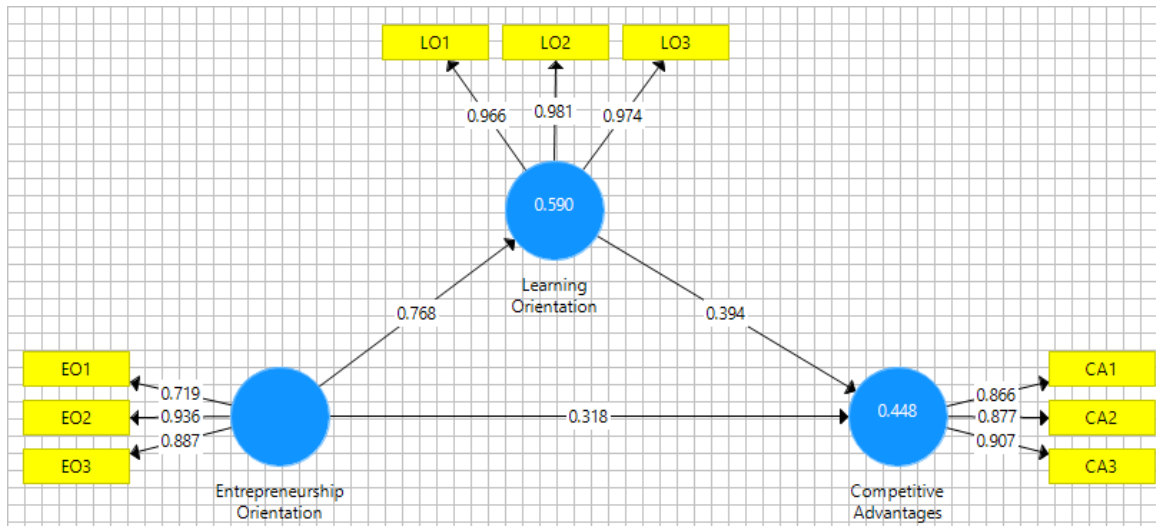 LO1
LO2
LO3
0.966
0.981
0.974
0.590
Learning
Orientation
0.768
0.394
EO1
EO2
EO3
0.719
0.936
0.887
0.318
0.448
CA1
CA2
CA3
0.866
0.877
0.907
Entrepreneurship
Orientation
Competitive
Advantages